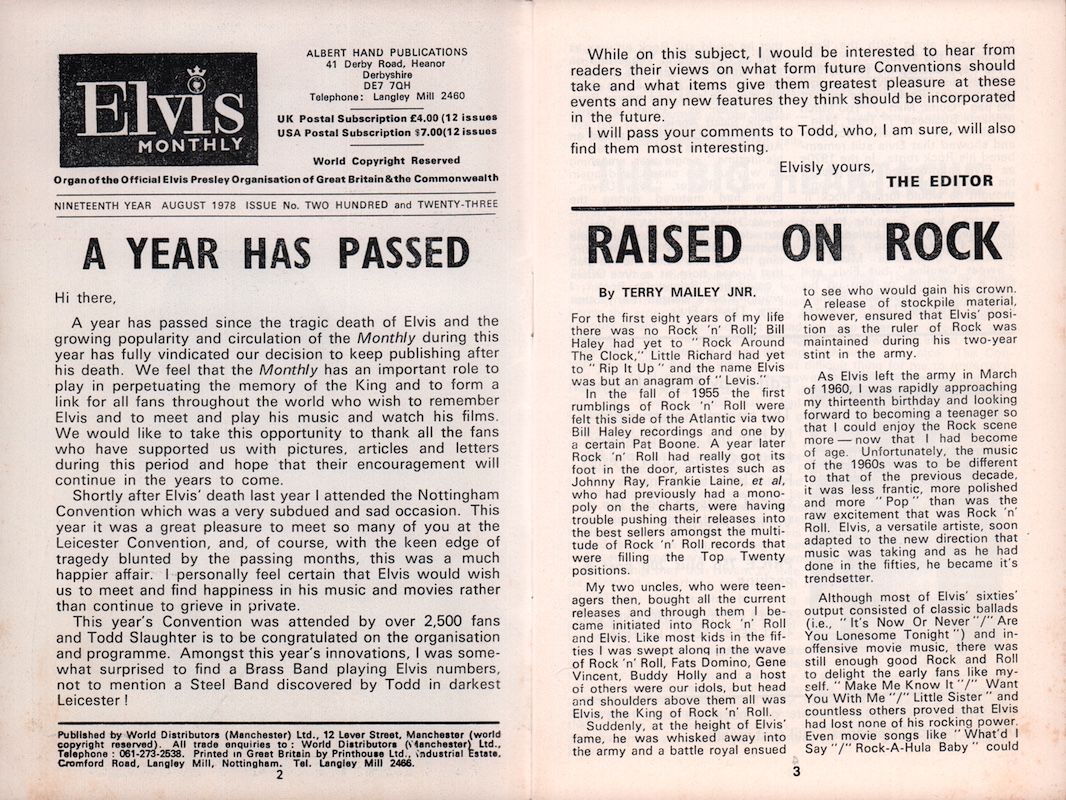 Elvis
MONTHLY
ALBERT HAND PUBLICATIONS
41 Derby Road, Heanor
Derbyshire
DE7 7QH
Telephone: Langley Mill 2460
UK Postal Subscription £4.00 (12 issues
USA Postal Subscription $7.00(12 issues
World Copyright Reserved
Organ of the Official Elvis Presley Organisation of Great Britain & the Commonwealth
NINETEENTH YEAR AUGUST 1978 ISSUE No. TWO HUNDRED and TWENTY-THREE
A YEAR HAS PASSED
Hi there,
A year has passed since the tragic death of Elvis and the
growing popularity and circulation of the Monthly during this
year has fully vindicated our decision to keep publishing after
his death. We feel that the Monthly has an important role to
play in perpetuating the memory of the King and to form a
link for all fans throughout the world who wish to remember
Elvis and to meet and play his music and watch his films.
We would like to take this opportunity to thank all the fans
who have supported us with pictures, articles and letters
during this period and hope that their encouragement will
continue in the years to come.
Shortly after Elvis' death last year I attended the Nottingham
Convention which was a very subdued and sad occasion. This
year it was a great pleasure to meet so many of you at the
Leicester Convention, and, of course, with the keen edge of
tragedy blunted by the passing months, this was a much
happier affair. I personally feel certain that Elvis would wish
us to meet and find happiness in his music and movies rather
than continue to grieve in private.
This year's Convention was attended by over 2,500 fans
and Todd Slaughter is to be congratulated on the organisation
and programme. Amongst this year's innovations, I was some-
what surprised to find a Brass Band playing Elvis numbers,
not to mention a Steel Band discovered by Todd in darkest
Leicester !
Published by World Distributors (Manchester) Ltd., 12 Lever Street, Manchester (world
copyright reserved). All trade enquiries to : World Distributors (Manchester) Ltd.,
Telephone : 061-273-2538. Printed in Great Britain by Printhouse Ltd., Industrial Estate,
Cromford Road, Langley Mill, Nottingham. Tel. Langley Mill 2466.
2
While on this subject, I would be interested to hear from
readers their views on what form future Conventions should
take and what items give them greatest pleasure at these
events and any new features they think should be incorporated
in the future.
I will pass your comments to Todd, who, I am sure, will also
find them most interesting.
Elvisly yours,
THE EDITOR
RAISED ON ROCK
By TERRY MAILEY JNR.
For the first eight years of my life
there was no Rock 'n' Roll; Bill
Haley had yet to "Rock Around
The Clock," Little Richard had yet
to "Rip It Up" and the name Elvis
was but an anagram of "Levis."
In the fall of 1955 the first
rumblings of Rock 'n' Roll were
felt this side of the Atlantic via two
Bill Haley recordings and one by
a certain Pat Boone. A year later
Rock 'n' Roll had really got its
foot in the door, artistes such as
Johnny Ray, Frankie Laine, et al,
who had previously had a mono-
poly on the charts, were having
trouble pushing their releases into
the best sellers amongst the multi-
tude of Rock 'n' Roll records that
were filling the Top Twenty
positions.
My two uncles, who were teen-
agers then, bought all the current
releases and through them I be-
came initiated into Rock 'n' Roll
and Elvis. Like most kids in the fif-
ties I was swept along in the wave
of Rock 'n' Roll, Fats Domino, Gene
Vincent, Buddy Holly and a host
of others were our idols, but head
and shoulders above them all was
Elvis, the King of Rock 'n' Roll.
Suddenly, at the height of Elvis'
fame, he was whisked away into
the army and a battle royal ensued
to see who would gain his crown.
A release of stockpile material,
however, ensured that Elvis' posi-
tion as the ruler of Rock was
maintained during his two-year
stint in the army.
As Elvis left the army in March
of 1960, I was rapidly approaching
my thirteenth birthday and looking
forward to becoming a teenager so
that I could enjoy the Rock scene
more — now that I had become
of age. Unfortunately, the music
of the 1960s was to be different
to that of the previous decade,
it was less frantic, more polished
and more "Pop" than was the
raw excitement that was Rock 'n'
Roll. Elvis, a versatile artiste, soon
adapted to the new direction that
music was taking and as he had
done in the fifties, he became it's
trendsetter.
Although most of Elvis' sixties'
output consisted of classic ballads
(i.e., "It's Now Or Never"/"Are
You Lonesome Tonight") and in-
offensive movie music, there was
still enough good Rock and Roll
to delight the early fans like my-
self. "Make Me Know It"/" Want
You With Me"/" Little Sister" and
countless others proved that Elvis
had lost none of his rocking power.
Even movie songs like "What'd I
Say"/" Rock-A-Hula Baby" could
3